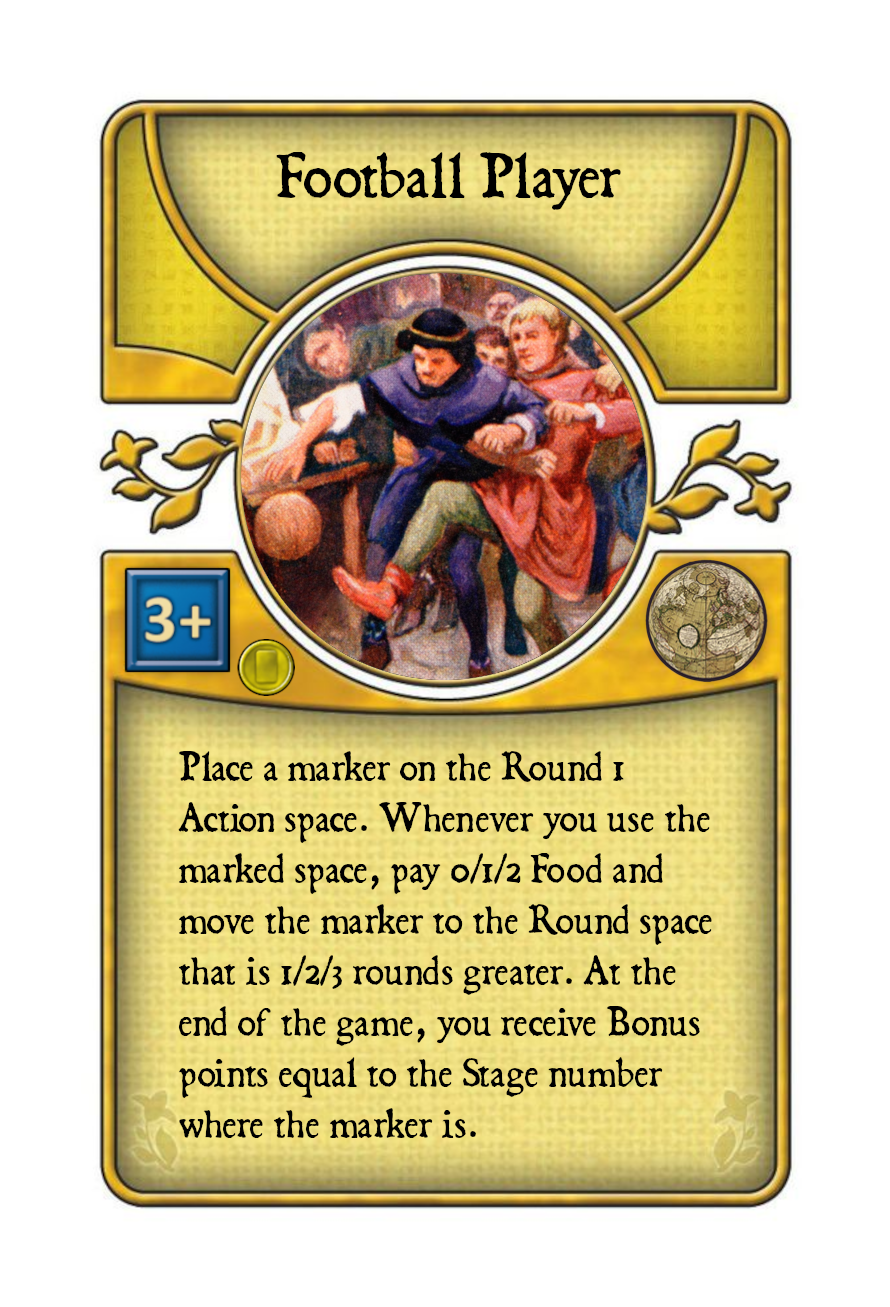 Football Player
3+
Place a marker on the Round 1
Action space. Whenever you use the
marked space, pay 0/1/2 Food and
move the marker to the Round space
that is 1/2/3 rounds greater. At the
end of the game, you receive Bonus
points equal to the Stage number
where the marker is.